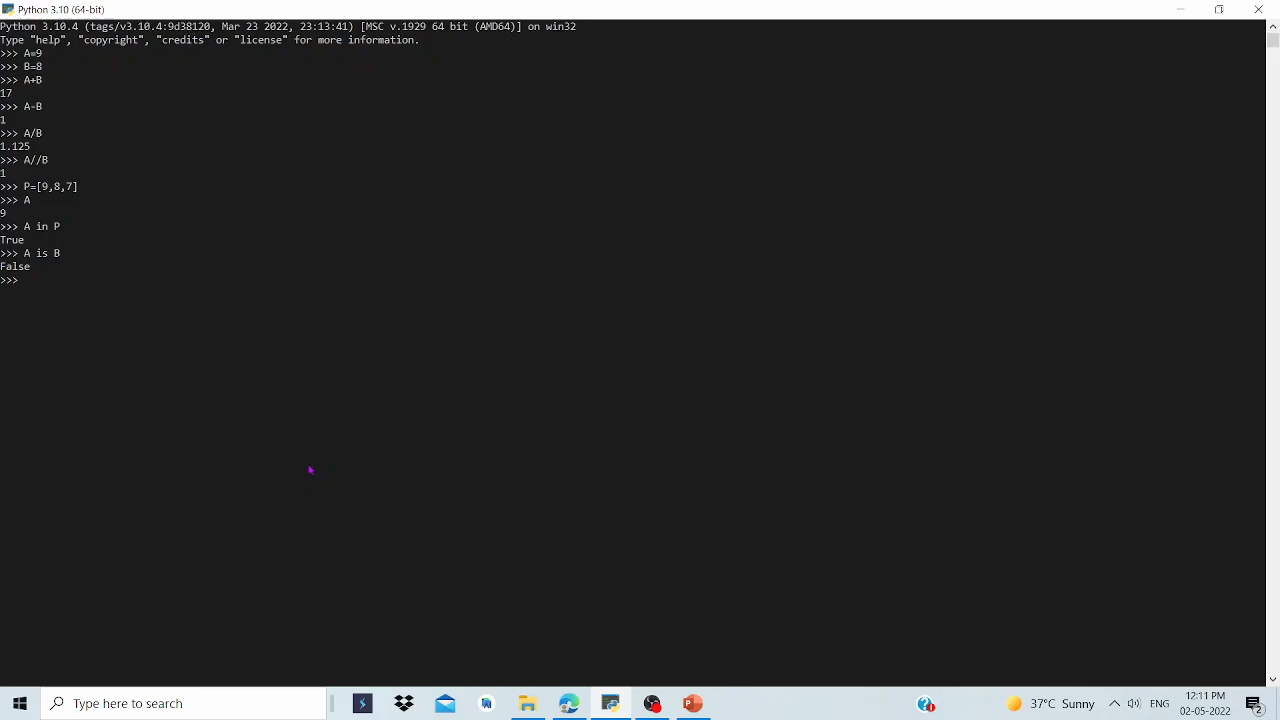 Python 3.10 (64-bit)
Python 3.10.4 (tags/v3.10.4:9d38120, Mar 23 2022, 23:13:41) [MSC v.1929 64 bit (AMD64)] on win32
Type "help", "copyright", "credits" or "license" for more information.
>>> A=9
>>> B=8
>>> A+B
17
>>> A-B
1
>>> A/B
1.125
>>> A//B
1
>>> P=[9,8,7]
>>> A
9
>>> A in P
True
>>> A is B
False
>>>
Type here to search
37°C Sunny
ENG
12:11 PM
02-05-2022
2